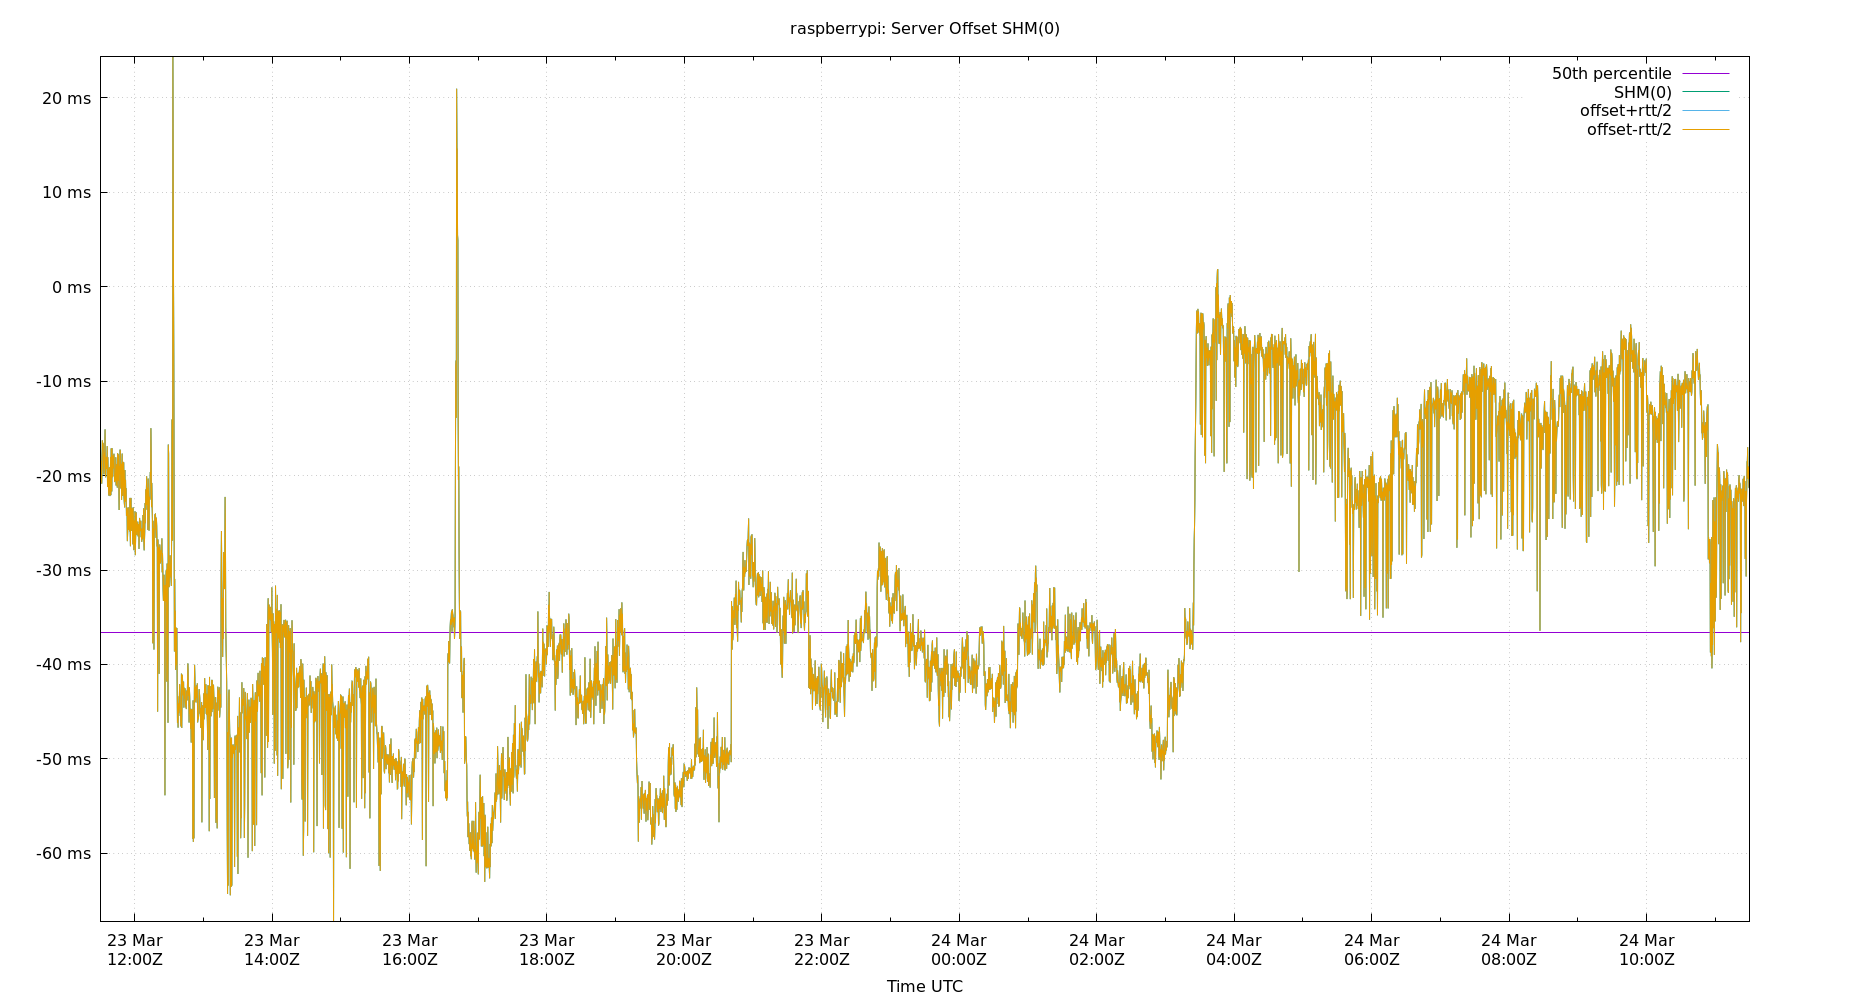 raspberrypi: Server Offset SHM(0)
50th percentile
SHM(0)
offset+rtt/2
offset-rtt/2
20 ms
10 ms
0 ms
-10 ms
-20 ms
-30 ms
-40 ms
-50 ms
-60 ms
23 Mar 23 Mar 23 Mar 23 Mar 23 Mar 23 Mar 24 Mar 24 Mar 24 Mar 24 Mar 24 Mar 24 Mar
12:00Z 14:00Z 16:00Z 18:00Z 20:00Z 22:00Z 00:00Z 02:00Z 04:00Z 06:00Z 08:00Z 10:00Z
Time UTC